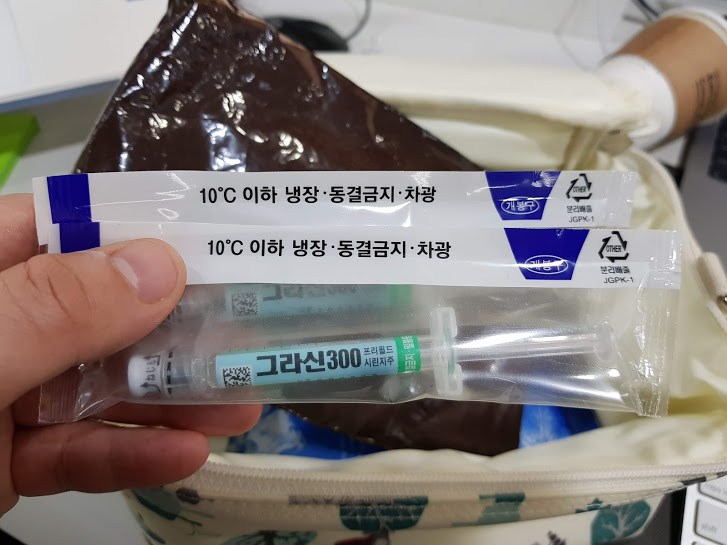 10℃ 이하 냉장·동결금지·차광
개봉구
OTHER
분리배출
JGPK-1
10℃ 이하 냉장·동결금지·차광
개봉구
OTHER
분리배출
JGPK-1
그라신300
프리필드
시린지주